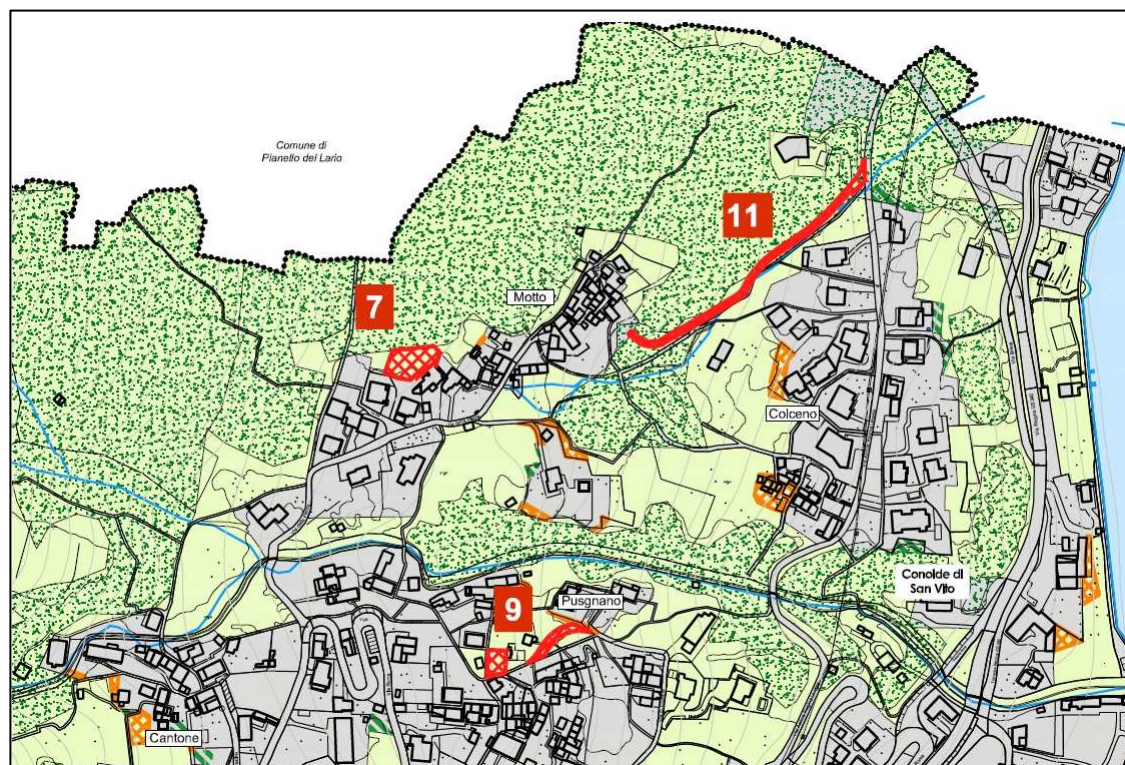 Comune di
Pianello del Lario
11
7
Motto
Colceno
Conoide di
San Vito
9
Pusgnano
Cantone